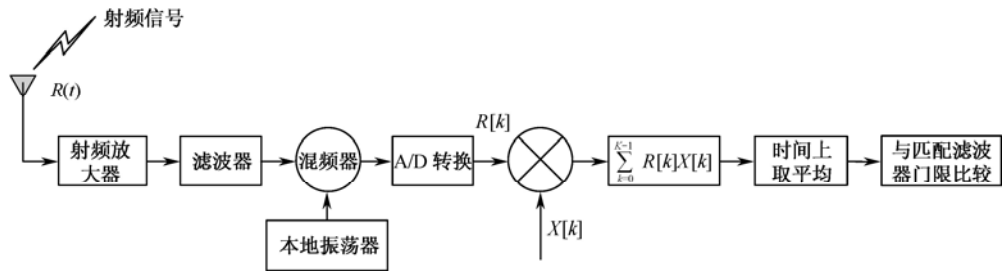 射频信号
R(t)
射频放
大器
滤波器
混频器
A/D 转换
R[k]
X[k]
K−1
∑ R[k]X[k]
k=0
时间上
取平均
与匹配滤波
器门限比较
本地振荡器